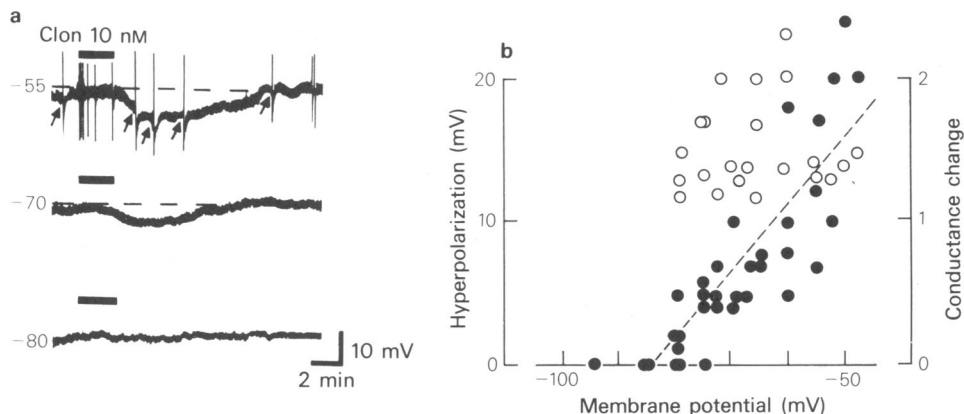 a
Clon 10 nM
-55
-70
-80
10 mV
2 min
b
20
10
0
Hyperpolarization (mV)
2
1
0
Conductance change
-100
-50
Membrane potential (mV)